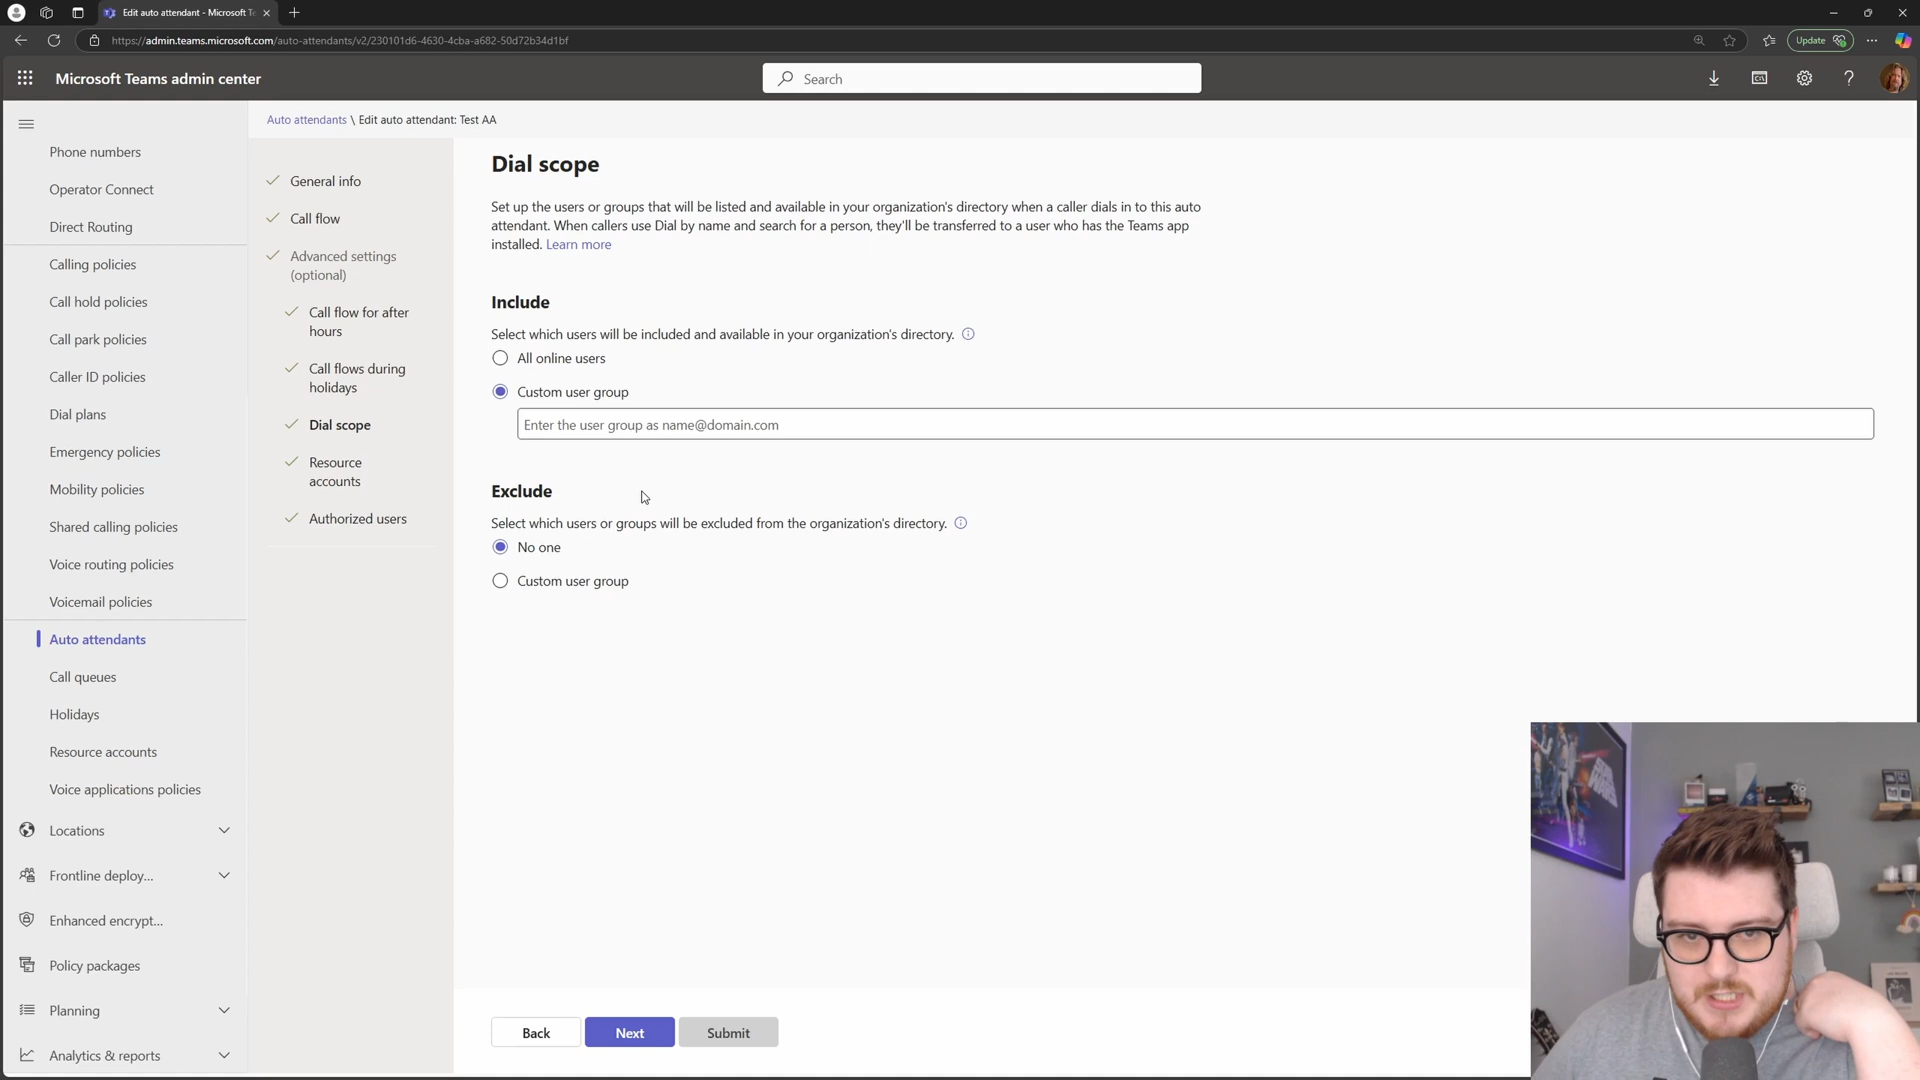 Edit auto attendant - Microsoft Te
https://admin.teams.microsoft.com/auto-attendants/v2/230101d6-4630-4cba-a682-50d72b34d1bf
Update
Microsoft Teams admin center
Search
Phone numbers
Operator Connect
Direct Routing
Calling policies
Call hold policies
Call park policies
Caller ID policies
Dial plans
Emergency policies
Mobility policies
Shared calling policies
Voice routing policies
Voicemail policies
Auto attendants
Call queues
Holidays
Resource accounts
Voice applications policies
Locations
Frontline deploy...
Enhanced encrypt...
Policy packages
Planning
Analytics & reports
Auto attendants \ Edit auto attendant: Test AA
General info
Call flow
Advanced settings
(optional)
Call flow for after
hours
Call flows during
holidays
Dial scope
Resource
accounts
Authorized users
Dial scope
Set up the users or groups that will be listed and available in your organization's directory when a caller dials in to this auto
attendant. When callers use Dial by name and search for a person, they'll be transferred to a user who has the Teams app
installed. Learn more
Include
Select which users will be included and available in your organization's directory.
All online users
Custom user group
Enter the user group as name@domain.com
Exclude
Select which users or groups will be excluded from the organization's directory.
No one
Custom user group
Back
Next
Submit
STAR
WARS